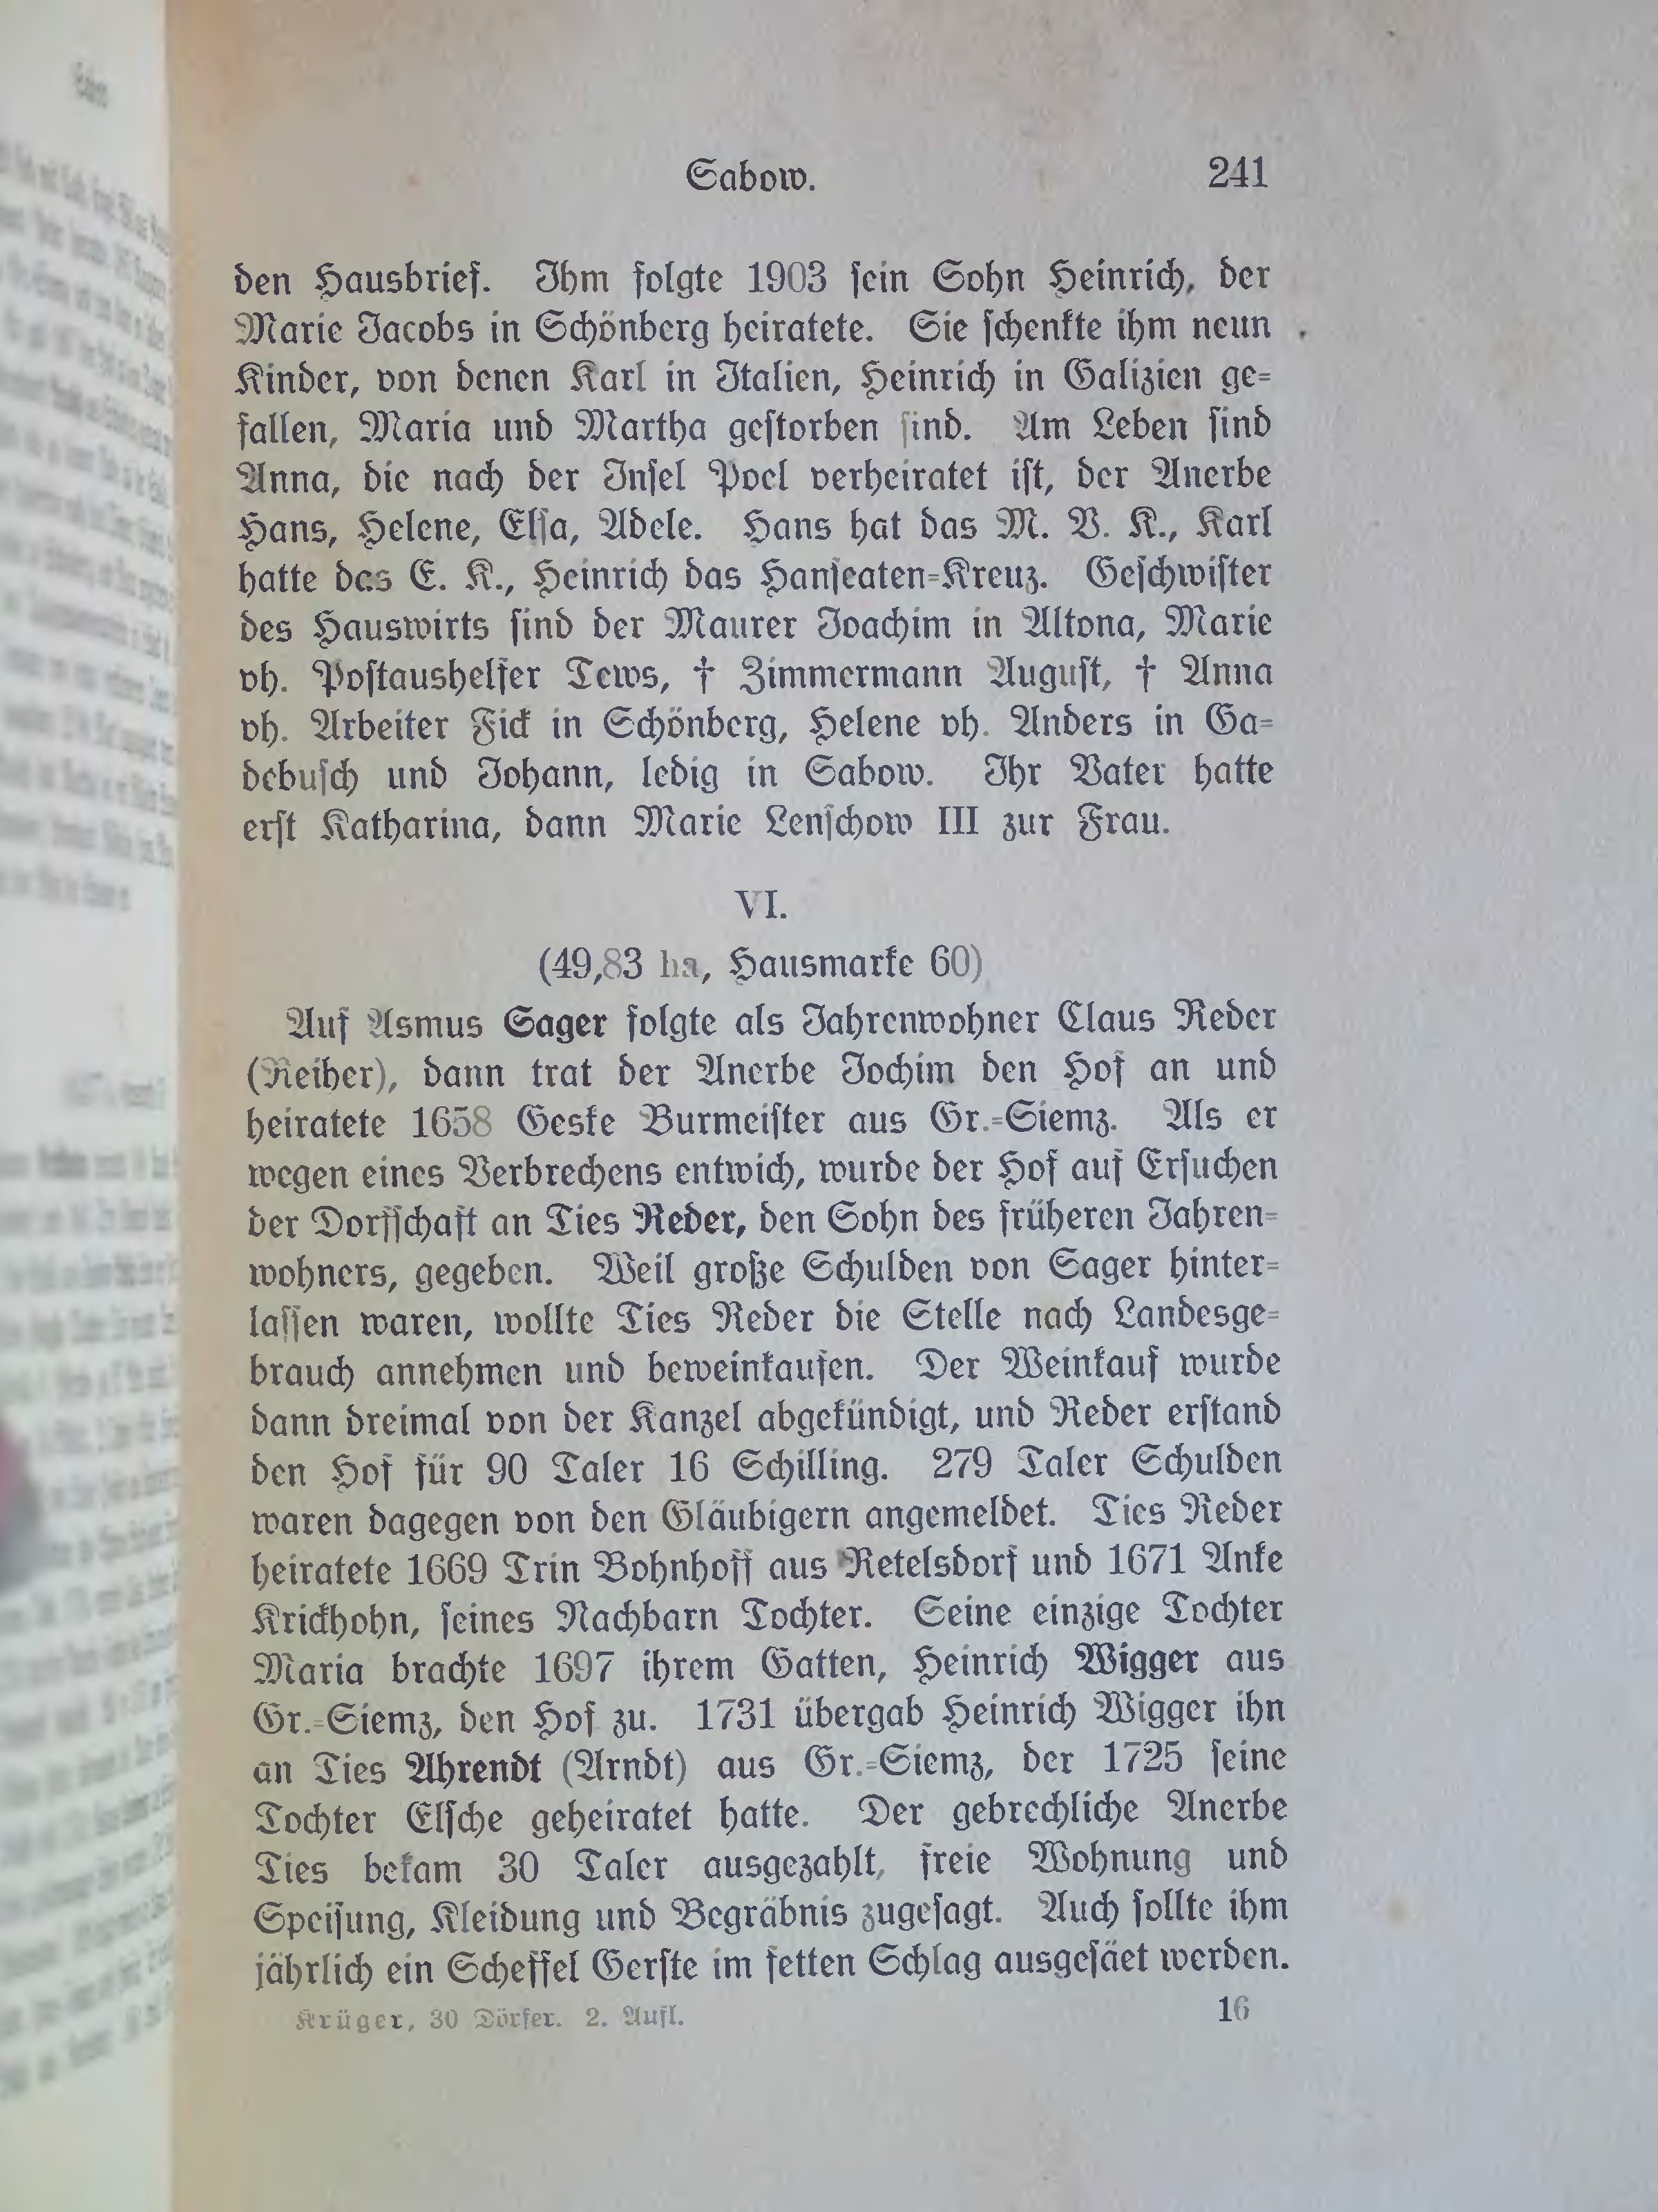 Sabow. 241
den Hausbrief. Ihm folgte 1903 sein Sohn Heinrich, der
Marie Jacobs in Schönberg heiratete. Sie schenkte ihm neun
Kinder, von denen Karl in Italien, Heinrich in Galizien ge=
fallen, Maria und Martha gestorben sind. Am Leben sind
Anna, die nach der Insel Poel verheiratet ist, der Anerbe
Hans, Helene, Elsa, Adele. Hans hat das M. V. K., Karl
hatte das E. K., Heinrich das Hanseaten=Kreuz. Geschwister
des Hauswirts sind der Maurer Joachim in Altona, Marie
vh. Postaushelfer Tews, † Zimmermann August, † Anna
vh. Arbeiter Fick in Schönberg, Helene vh. Anders in Ga=
debusch und Johann, ledig in Sabow. Ihr Vater hatte
erst Katharina, dann Marie Lenschow III zur Frau.
VI.
(49,83 ha, Hausmarke 60)
Auf Asmus Sager folgte als Jahrenwohner Claus Reder
(Reiher), dann trat der Anerbe Jochim den Hof an und
heiratete 1658 Geske Burmeister aus Gr.=Siemz. Als er
wegen eines Verbrechens entwich, wurde der Hof auf Ersuchen
der Dorfschaft an Ties Reder, den Sohn des früheren Jahren=
wohners, gegeben. Weil große Schulden von Sager hinter=
lassen waren, wollte Ties Reder die Stelle nach Landesge=
brauch annehmen und beweinkaufen. Der Weinkauf wurde
dann dreimal von der Kanzel abgekündigt, und Reder erstand
den Hof für 90 Taler 16 Schilling. 279 Taler Schulden
waren dagegen von den Gläubigern angemeldet. Ties Reder
heiratete 1669 Trin Bohnhoff aus Retelsdorf und 1671 Anke
Krickhohn, seines Nachbarn Tochter. Seine einzige Tochter
Maria brachte 1697 ihrem Gatten, Heinrich Wigger aus
Gr.=Siemz, den Hof zu. 1731 übergab Heinrich Wigger ihn
an Ties Ahrendt (Arndt) aus Gr.=Siemz, der 1725 seine
Tochter Elsche geheiratet hatte. Der gebrechliche Anerbe
Ties bekam 30 Taler ausgezahlt, freie Wohnung und
Speisung, Kleidung und Begräbnis zugesagt. Auch sollte ihm
jährlich ein Scheffel Gerste im fetten Schlag ausgesäet werden.
Krüger, 30 Dörfer. 2. Aufl. 16